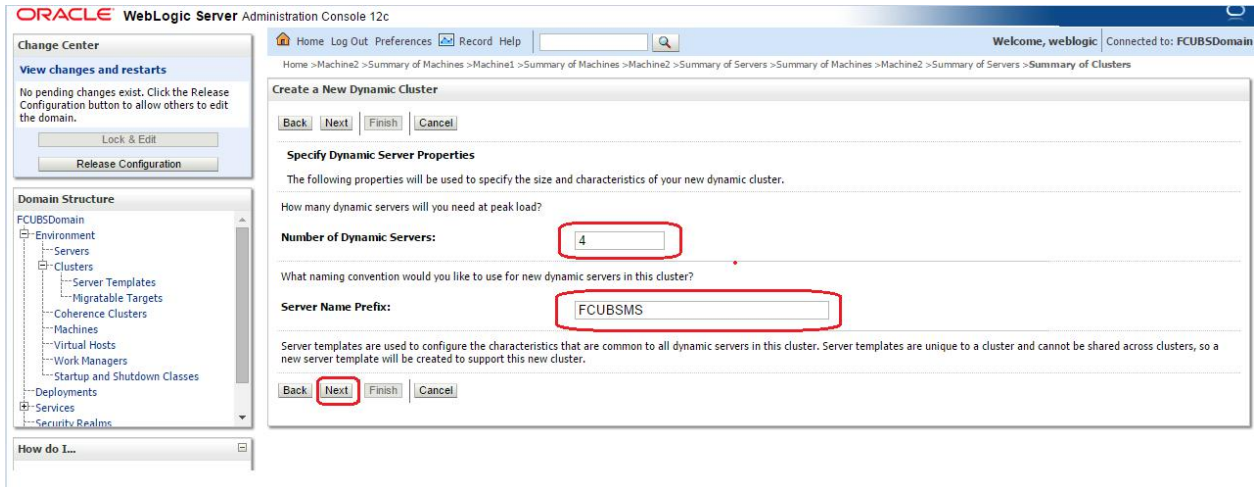 ORACLE WebLogic Server Administration Console 12c
Change Center
View changes and restarts
No pending changes exist. Click the Release
Configuration button to allow others to edit
the domain.
Lock & Edit
Release Configuration
Domain Structure
FCUBSDomain
Environment
Servers
Clusters
Server Templates
Migratable Targets
Coherence Clusters
Machines
Virtual Hosts
Work Managers
Startup and Shutdown Classes
Deployments
Services
Security Realms
How do I...
Home Log Out Preferences Record Help
Welcome, weblogic Connected to: FCUBSDomain
Home >Machine2 >Summary of Machines >Machine1 >Summary of Machines >Machine2 >Summary of Servers >Summary of Machines >Machine2 >Summary of Servers >Summary of Clusters
Create a New Dynamic Cluster
Back Next Finish Cancel
Specify Dynamic Server Properties
The following properties will be used to specify the size and characteristics of your new dynamic cluster.
How many dynamic servers will you need at peak load?
Number of Dynamic Servers: 4
What naming convention would you like to use for new dynamic servers in this cluster?
Server Name Prefix: FCUBSMS
Server templates are used to configure the characteristics that are common to all dynamic servers in this cluster. Server templates are unique to a cluster and cannot be shared across clusters, so a
new server template will be created to support this new cluster.
Back Next Finish Cancel